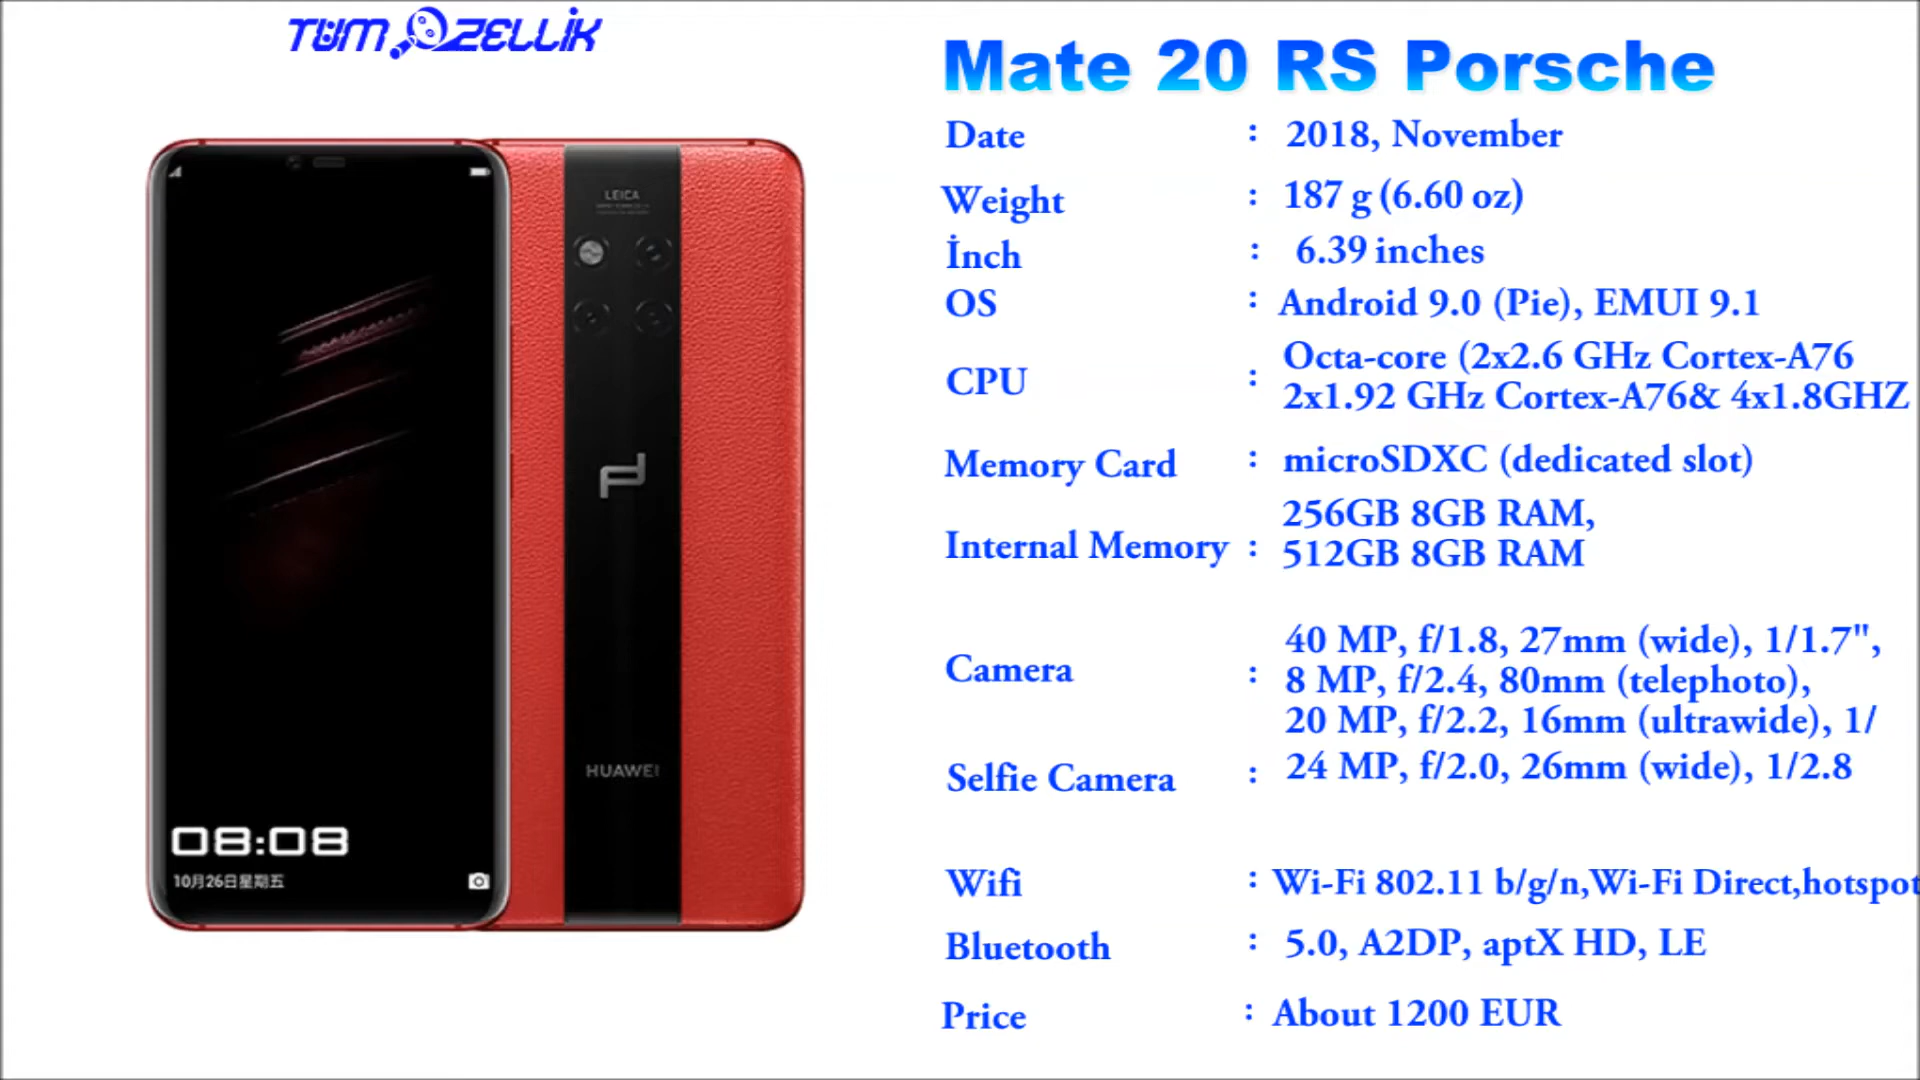 TÜM ÖZELLİK
Mate 20 RS Porsche
Date : 2018, November
Weight : 187 g (6.60 oz)
İnch : 6.39 inches
OS : Android 9.0 (Pie), EMUI 9.1
CPU : Octa-core (2x2.6 GHz Cortex-A76
2x1.92 GHz Cortex-A76& 4x1.8GHZ
Memory Card : microSDXC (dedicated slot)
Internal Memory : 256GB 8GB RAM,
512GB 8GB RAM
Camera : 40 MP, f/1.8, 27mm (wide), 1/1.7",
8 MP, f/2.4, 80mm (telephoto),
20 MP, f/2.2, 16mm (ultrawide), 1/
Selfie Camera : 24 MP, f/2.0, 26mm (wide), 1/2.8
Wifi : Wi-Fi 802.11 b/g/n,Wi-Fi Direct,hotspot
Bluetooth : 5.0, A2DP, aptX HD, LE
Price : About 1200 EUR
LEICA
HUAWEI
08:08
10月26日星期五